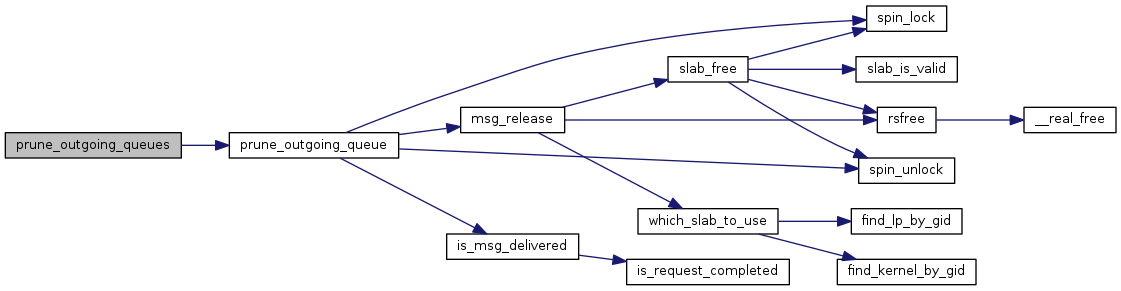 spin_lock
slab_free
slab_is_valid
msg_release
rsfree
__real_free
prune_outgoing_queues
prune_outgoing_queue
spin_unlock
which_slab_to_use
find_lp_by_gid
is_msg_delivered
is_request_completed
find_kernel_by_gid